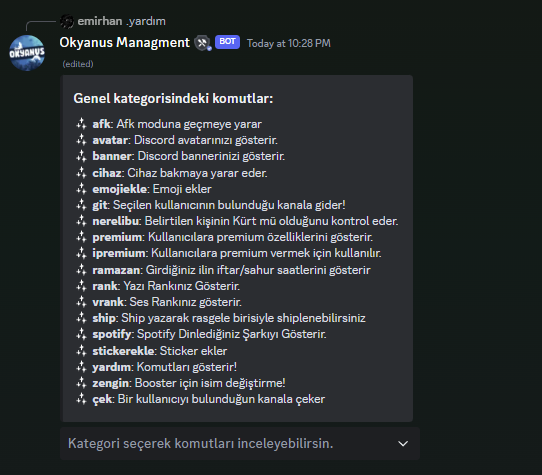 emirhan .yardım
OKYANUS
Okyanus Managment BOT Today at 10:28 PM
(edited)
Genel kategorisindeki komutlar:
afk: Afk moduna geçmeye yarar
avatar: Discord avatarınızı gösterir.
banner: Discord bannerinizi gösterir.
cihaz: Cihaz bakmaya yarar eder.
emojiekle: Emoji ekler
git: Seçilen kullanıcının bulunduğu kanala gider!
nerelibu: Belirtilen kişinin Kürt mü olduğunu kontrol eder.
premium: Kullanıcılara premium özelliklerini gösterir.
ipremium: Kullanıcılara premium vermek için kullanılır.
ramazan: Girdiğiniz ilin iftar/sahur saatlerini gösterir
rank: Yazı Rankınız Gösterir.
vrank: Ses Rankınız gösterir.
ship: Ship yazarak rasgele birisiyle shiplenebilirsiniz
spotify: Spotify Dinlediğiniz Şarkıyı Gösterir.
stickerekle: Sticker ekler
yardım: Komutları gösterir!
zengin: Booster için isim değiştirme!
çek: Bir kullanıcıyı bulunduğun kanala çeker
Kategori seçerek komutları inceleyebilirsin.